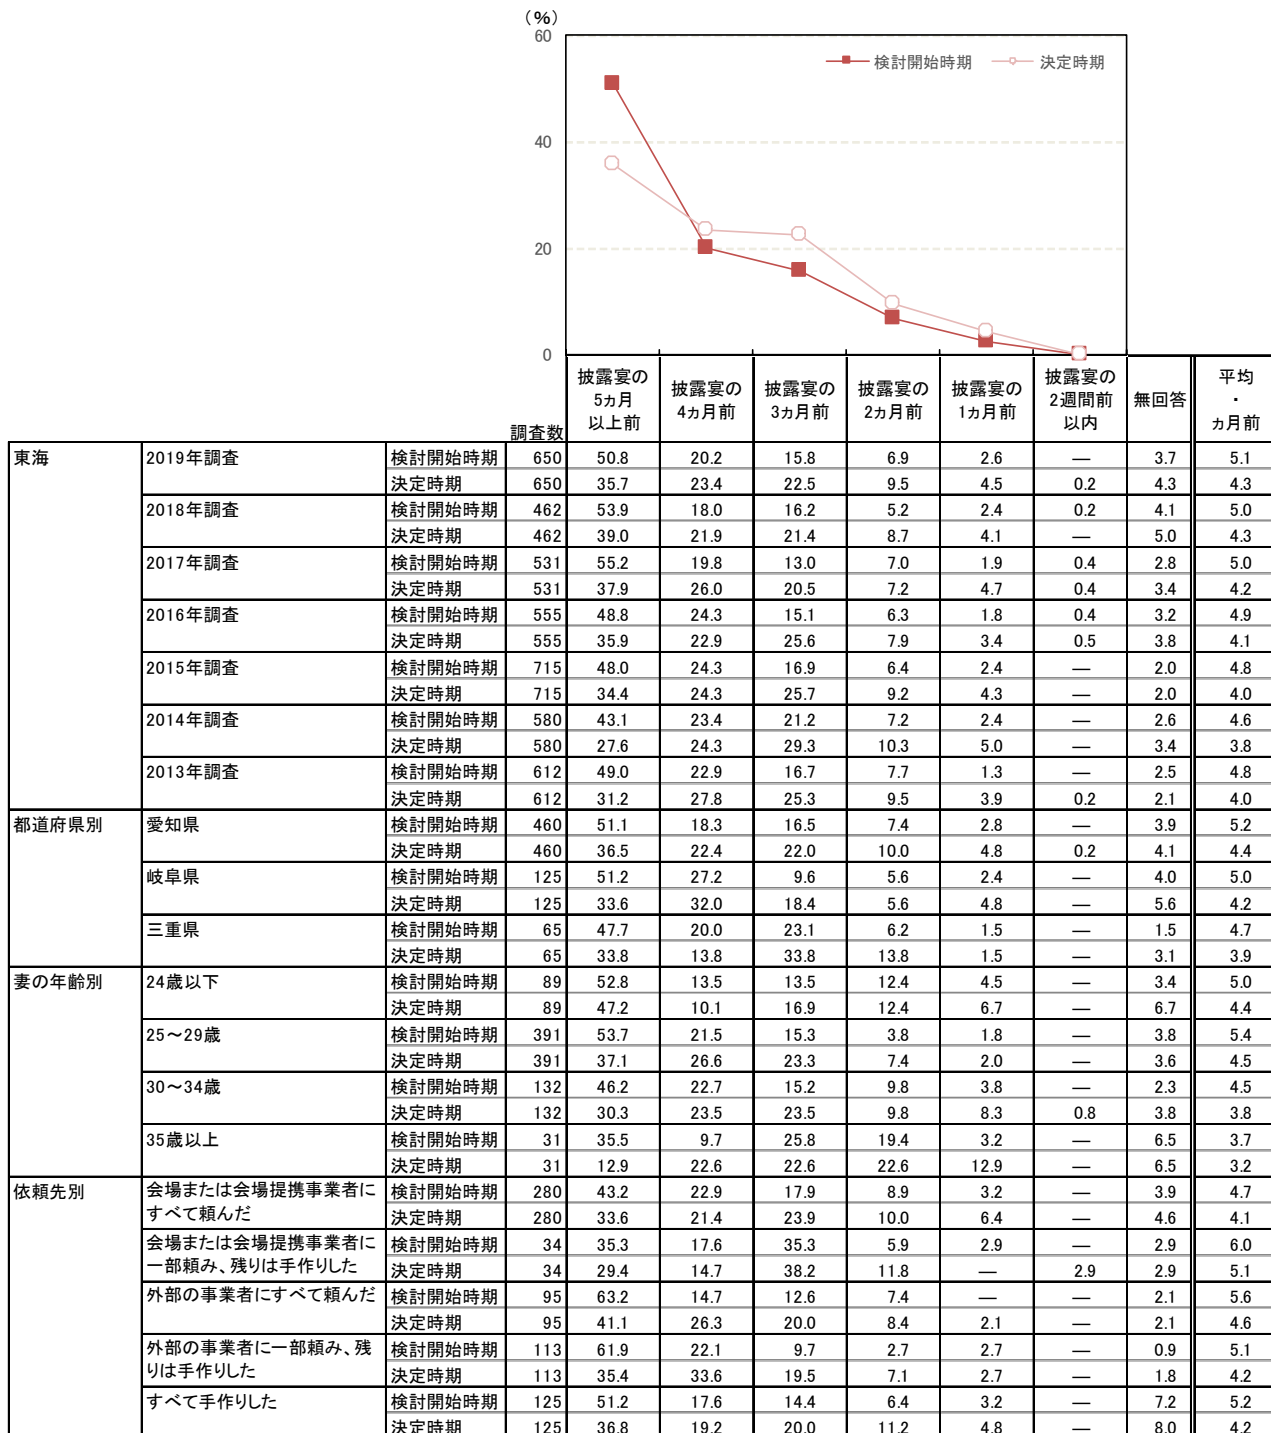 （％）
60
40
20
0
検討開始時期 決定時期
調査数 披露宴の5ヵ月以上前 披露宴の4ヵ月前 披露宴の3ヵ月前 披露宴の2ヵ月前 披露宴の1ヵ月前 披露宴の2週間前以内 無回答 平均・ヵ月前
東海 2019年調査 検討開始時期 650 50.8 20.2 15.8 6.9 2.6 — 3.7 5.1
決定時期 650 35.7 23.4 22.5 9.5 4.5 0.2 4.3 4.3
2018年調査 検討開始時期 462 53.9 18.0 16.2 5.2 2.4 0.2 4.1 5.0
決定時期 462 39.0 21.9 21.4 8.7 4.1 — 5.0 4.3
2017年調査 検討開始時期 531 55.2 19.8 13.0 7.0 1.9 0.4 2.8 5.0
決定時期 531 37.9 26.0 20.5 7.2 4.7 0.4 3.4 4.2
2016年調査 検討開始時期 555 48.8 24.3 15.1 6.3 1.8 0.4 3.2 4.9
決定時期 555 35.9 22.9 25.6 7.9 3.4 0.5 3.8 4.1
2015年調査 検討開始時期 715 48.0 24.3 16.9 6.4 2.4 — 2.0 4.8
決定時期 715 34.4 24.3 25.7 9.2 4.3 — 2.0 4.0
2014年調査 検討開始時期 580 43.1 23.4 21.2 7.2 2.4 — 2.6 4.6
決定時期 580 27.6 24.3 29.3 10.3 5.0 — 3.4 3.8
2013年調査 検討開始時期 612 49.0 22.9 16.7 7.7 1.3 — 2.5 4.8
決定時期 612 31.2 27.8 25.3 9.5 3.9 0.2 2.1 4.0
都道府県別 愛知県 検討開始時期 460 51.1 18.3 16.5 7.4 2.8 — 3.9 5.2
決定時期 460 36.5 22.4 22.0 10.0 4.8 0.2 4.1 4.4
岐阜県 検討開始時期 125 51.2 27.2 9.6 5.6 2.4 — 4.0 5.0
決定時期 125 33.6 32.0 18.4 5.6 4.8 — 5.6 4.2
三重県 検討開始時期 65 47.7 20.0 23.1 6.2 1.5 — 1.5 4.7
決定時期 65 33.8 13.8 33.8 13.8 1.5 — 3.1 3.9
妻の年齢別 24歳以下 検討開始時期 89 52.8 13.5 13.5 12.4 4.5 — 3.4 5.0
決定時期 89 47.2 10.1 16.9 12.4 6.7 — 6.7 4.4
25～29歳 検討開始時期 391 53.7 21.5 15.3 3.8 1.8 — 3.8 5.4
決定時期 391 37.1 26.6 23.3 7.4 2.0 — 3.6 4.5
30～34歳 検討開始時期 132 46.2 22.7 15.2 9.8 3.8 — 2.3 4.5
決定時期 132 30.3 23.5 23.5 9.8 8.3 0.8 3.8 3.8
35歳以上 検討開始時期 31 35.5 9.7 25.8 19.4 3.2 — 6.5 3.7
決定時期 31 12.9 22.6 22.6 22.6 12.9 — 6.5 3.2
依頼先別 会場または会場提携事業者に 検討開始時期 280 43.2 22.9 17.9 8.9 3.2 — 3.9 4.7
すべて頼んだ 決定時期 280 33.6 21.4 23.9 10.0 6.4 — 4.6 4.1
会場または会場提携事業者に 検討開始時期 34 35.3 17.6 35.3 5.9 2.9 — 2.9 6.0
一部頼み、残りは手作りした 決定時期 34 29.4 14.7 38.2 11.8 — 2.9 2.9 5.1
外部の事業者にすべて頼んだ 検討開始時期 95 63.2 14.7 12.6 7.4 — — 2.1 5.6
決定時期 95 41.1 26.3 20.0 8.4 2.1 — 2.1 4.6
外部の事業者に一部頼み、残 検討開始時期 113 61.9 22.1 9.7 2.7 2.7 — 0.9 5.1
りは手作りした 決定時期 113 35.4 33.6 19.5 7.1 2.7 — 1.8 4.2
すべて手作りした 検討開始時期 125 51.2 17.6 14.4 6.4 3.2 — 7.2 5.2
決定時期 125 36.8 19.2 20.0 11.2 4.8 — 8.0 4.2